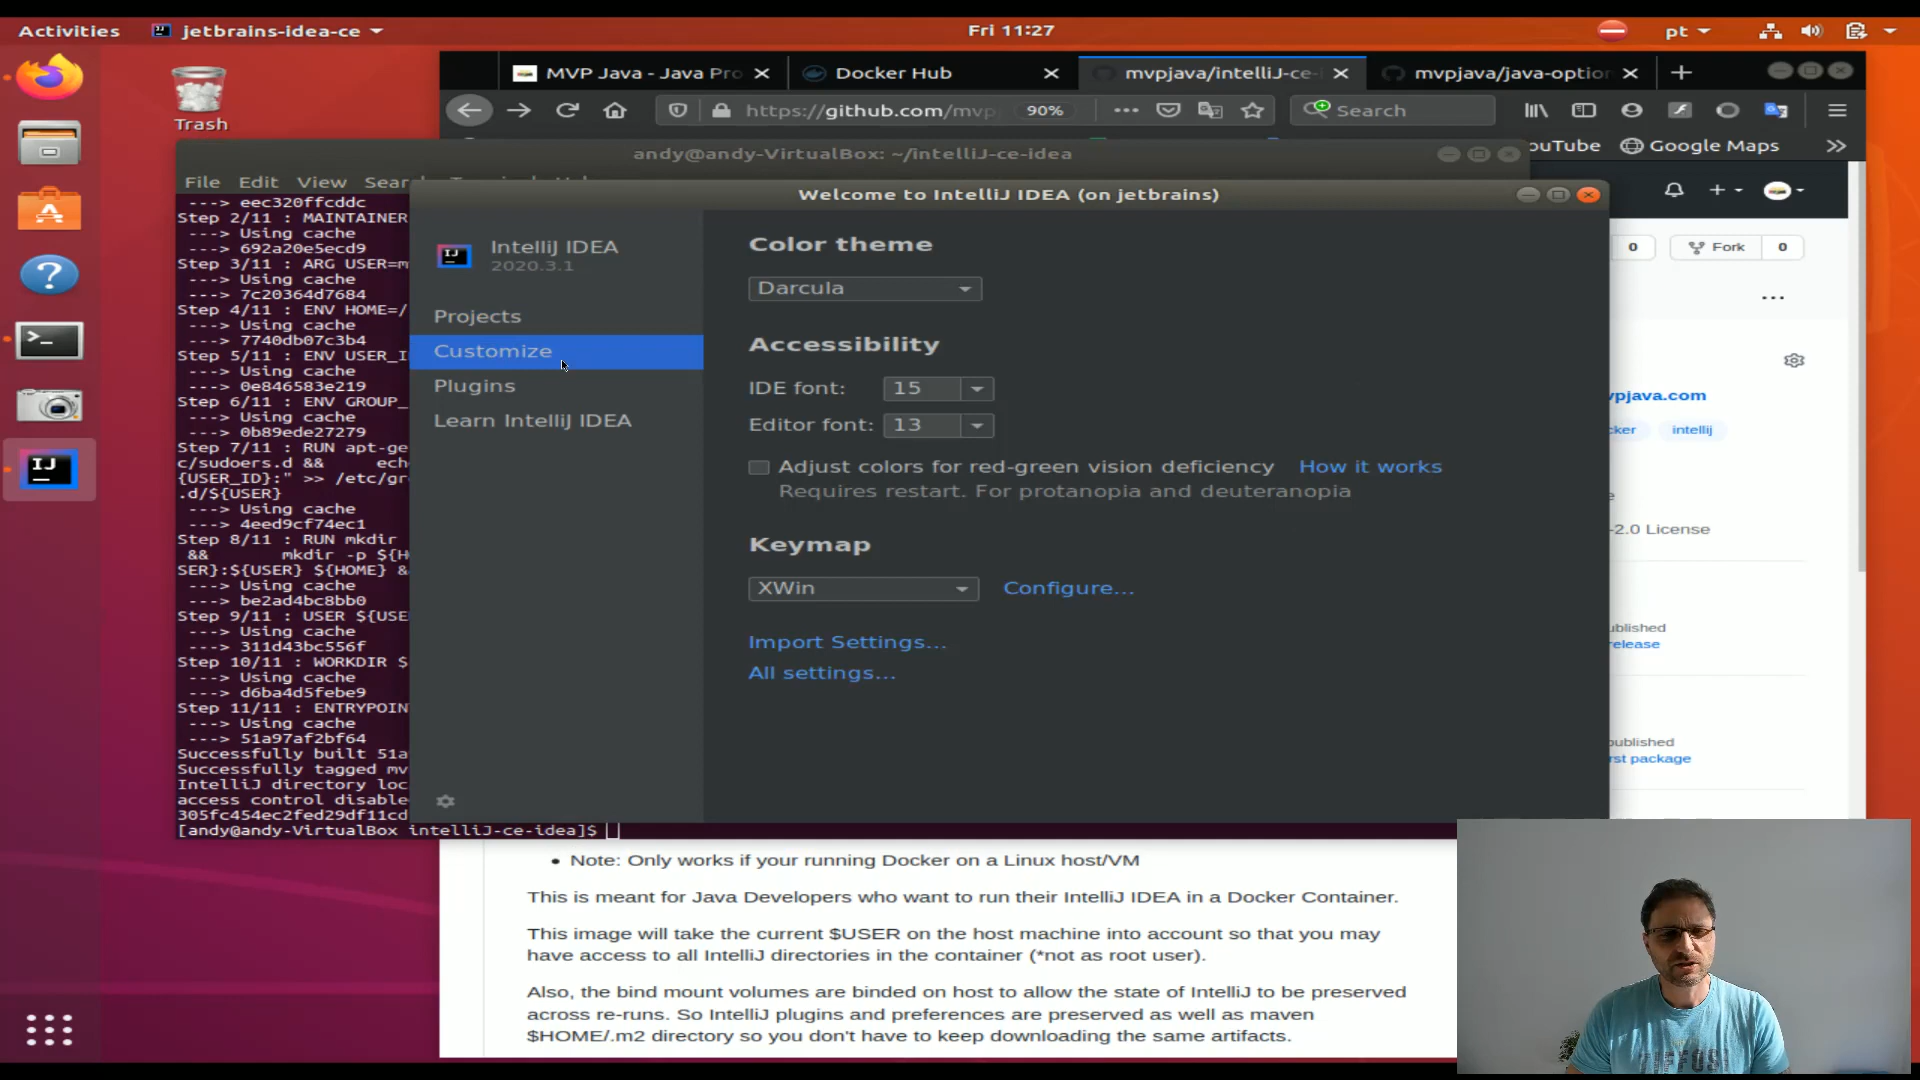 Activities
jetbrains-idea-ce
Fri 11:27
pt
Trash
MVP Java - Java Pro
Docker Hub
mvpjava/intelliJ-ce-
mvpjava/java-option
https://github.com/mvp
90%
Search
ouTube
Google Maps
andy@andy-VirtualBox: ~/intelliJ-ce-idea
File Edit View Search
Welcome to IntelliJ IDEA (on jetbrains)
---> eec320ffcddc
Step 2/11 : MAINTAINER
---> Using cache
---> 692a20e5ecd9
Step 3/11 : ARG USER=m
---> Using cache
---> 7c20364d7684
Step 4/11 : ENV HOME=/
---> Using cache
---> 7740db07c3b4
Step 5/11 : ENV USER_I
---> Using cache
---> 0e846583e219
Step 6/11 : ENV GROUP_
---> Using cache
---> 0b89ede27279
Step 7/11 : RUN apt-ge
c/sudoers.d && ech
{USER_ID}:" >> /etc/gr
.d/${USER}
---> Using cache
---> 4eed9cf74ec1
Step 8/11 : RUN mkdir
&& mkdir -p ${H
SER}:${USER} ${HOME} &
---> Using cache
---> be2ad4bc8bb0
Step 9/11 : USER ${USE
---> Using cache
---> 311d43bc556f
Step 10/11 : WORKDIR $
---> Using cache
---> d6ba4d5febe9
Step 11/11 : ENTRYPOIN
---> Using cache
---> 51a97af2bf64
Successfully built 51a
Successfully tagged mv
IntelliJ directory loc
access control disable
305fc454ec2fed29df11cd
[andy@andy-VirtualBox intelliJ-ce-idea]$
IJ
IntelliJ IDEA
2020.3.1
Projects
Customize
Plugins
Learn IntelliJ IDEA
Color theme
Darcula
Accessibility
IDE font: 15
Editor font: 13
Adjust colors for red-green vision deficiency How it works
Requires restart. For protanopia and deuteranopia
Keymap
XWin Configure...
Import Settings...
All settings...
0 Fork 0
vpjava.com
cker intellij
-2.0 License
ublished
release
published
rst package
IJ
• Note: Only works if your running Docker on a Linux host/VM
This is meant for Java Developers who want to run their IntelliJ IDEA in a Docker Container.
This image will take the current $USER on the host machine into account so that you may
have access to all IntelliJ directories in the container (*not as root user).
Also, the bind mount volumes are binded on host to allow the state of IntelliJ to be preserved
across re-runs. So IntelliJ plugins and preferences are preserved as well as maven
$HOME/.m2 directory so you don't have to keep downloading the same artifacts.